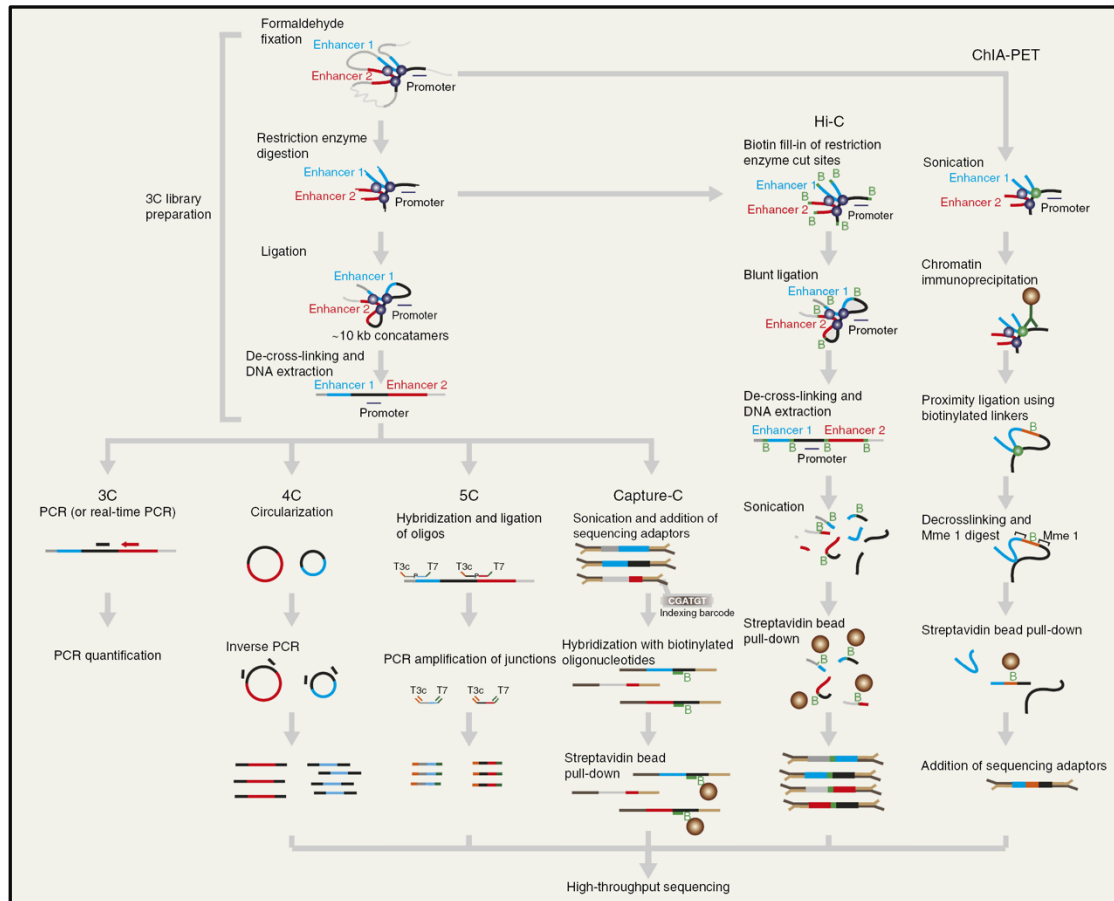 Formaldehyde
fixation
Enhancer 1
Enhancer 2
Promoter
Restriction enzyme
digestion
Enhancer 1
Enhancer 2
Promoter
3C library
preparation
Ligation
Enhancer 1
Enhancer 2
Promoter
~10 kb concatamers
De-cross-linking and
DNA extraction
Enhancer 1 Enhancer 2
Promoter
Hi-C
Biotin fill-in of restriction
enzyme cut sites
B B
B
Enhancer 1
B
Enhancer 2
Promoter
B
B
Blunt ligation
Enhancer 1 B
Enhancer 2
Promoter
B
De-cross-linking and
DNA extraction
Enhancer 1 Enhancer 2
B B B B
Promoter
Sonication
B
B
B
B
Streptavidin bead
pull-down
B
B
B
B
ChIA-PET
Sonication
Enhancer 1
Enhancer 2
Promoter
Chromatin
immunoprecipitation
Proximity ligation using
biotinylated linkers
B
Decrosslinking and
Mme 1 digest B Mme 1
Streptavidin bead pull-down
B
Addition of sequencing adaptors
3C
PCR (or real-time PCR)
PCR quantification
4C
Circularization
Inverse PCR
5C
Hybridization and ligation
of oligos
T3c P T7 T3c P T7
PCR amplification of junctions
T3c T7 T3c T7
Capture-C
Sonication and addition of
sequencing adaptors
CGATGT
Indexing barcode
Hybridization with biotinylated
oligonucleotides
B
B
Streptavidin bead
pull-down
B
B
High-throughput sequencing